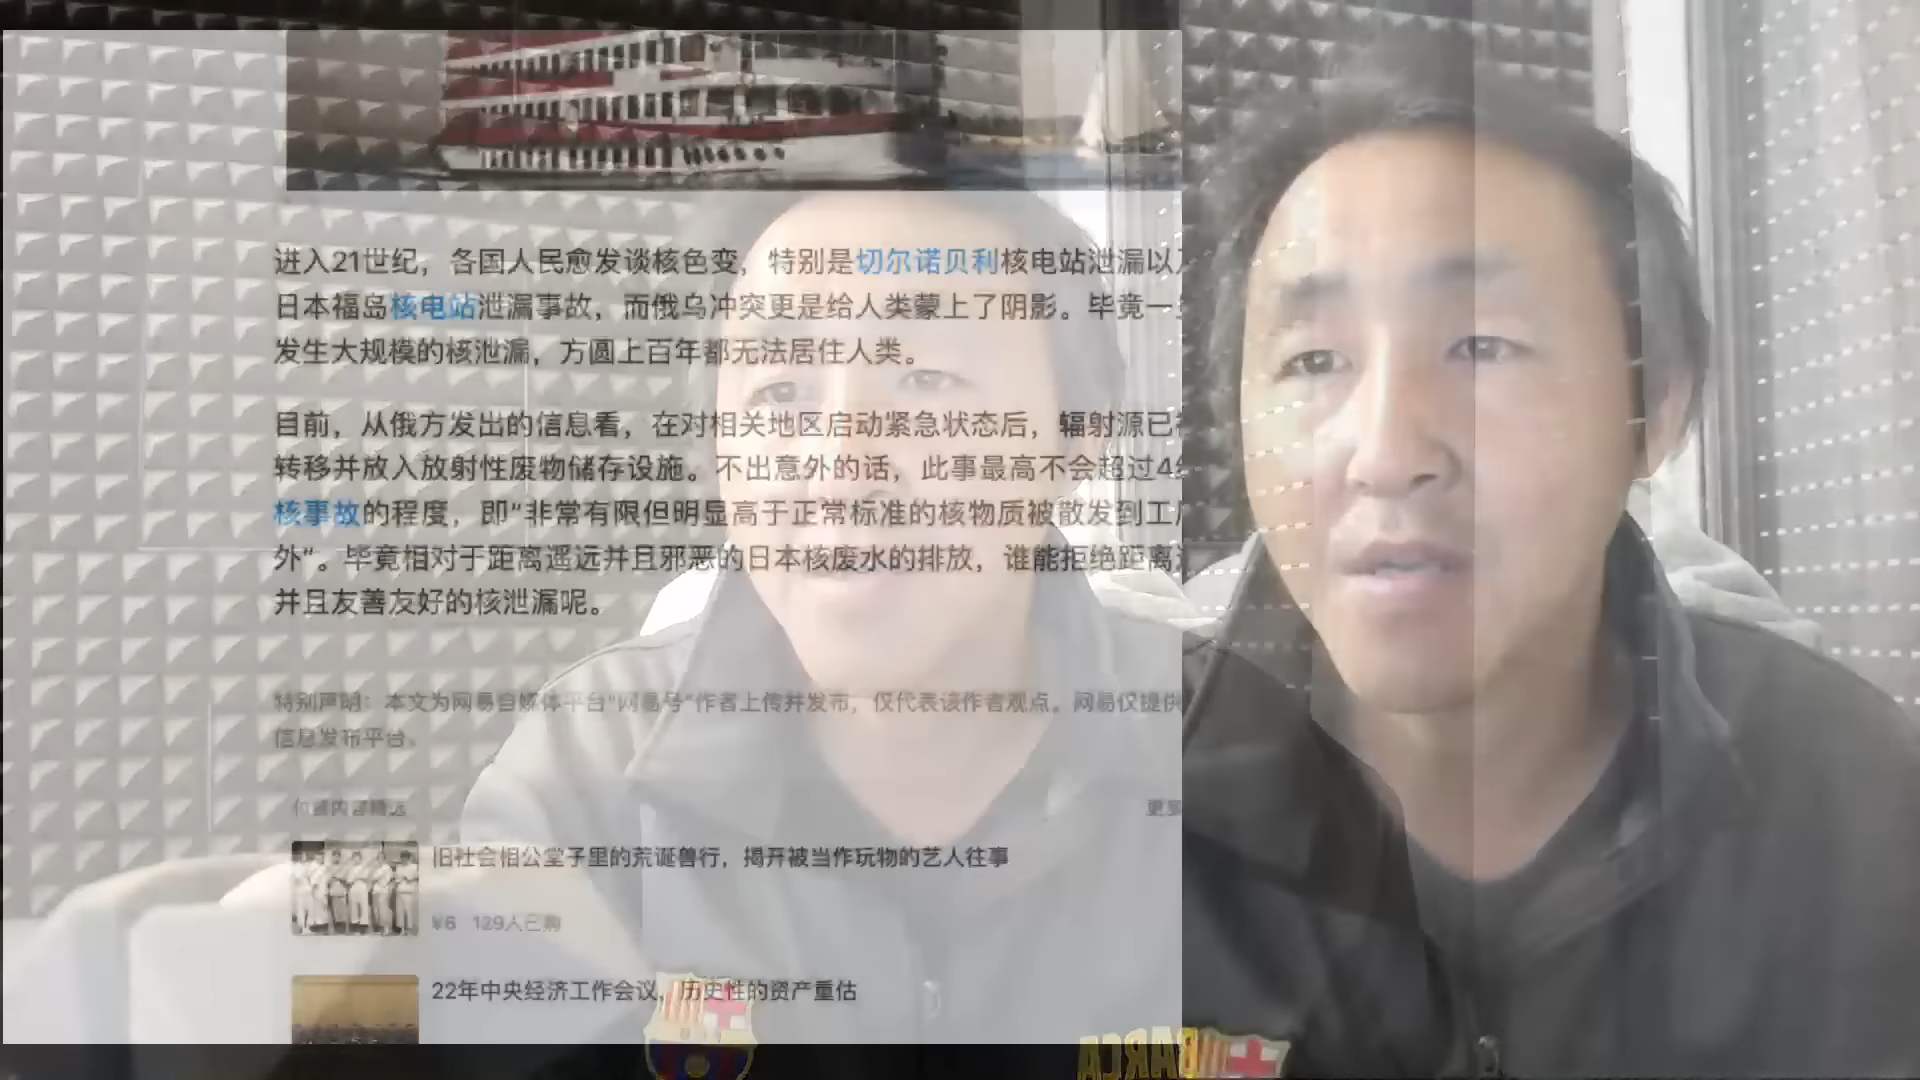 进入21世纪，各国人民愈发谈核色变，特别是切尔诺贝利核电站泄漏以及
日本福岛核电站泄漏事故，而俄乌冲突更是给人类蒙上了阴影。毕竟一
发生大规模的核泄漏，方圆上百年都无法居住人类。
目前，从俄方发出的信息看，在对相关地区启动紧急状态后，辐射源已被
转移并放入放射性废物储存设施。不出意外的话，此事最高不会超过4级
核事故的程度，即“非常有限但明显高于正常标准的核物质被散发到工厂
外”。毕竟相对于距离遥远并且邪恶的日本核废水的排放，谁能拒绝距离
并且友善友好的核泄漏呢。
特别声明：本文为网易自媒体平台“网易号”作者上传并发布，仅代表该作者观点。网易仅提供
信息发布平台。
付费内容精选
更多
旧社会相公堂子里的荒诞兽行，揭开被当作玩物的艺人往事
¥6 129人已购
22年中央经济工作会议，历史性的资产重估
BARCA